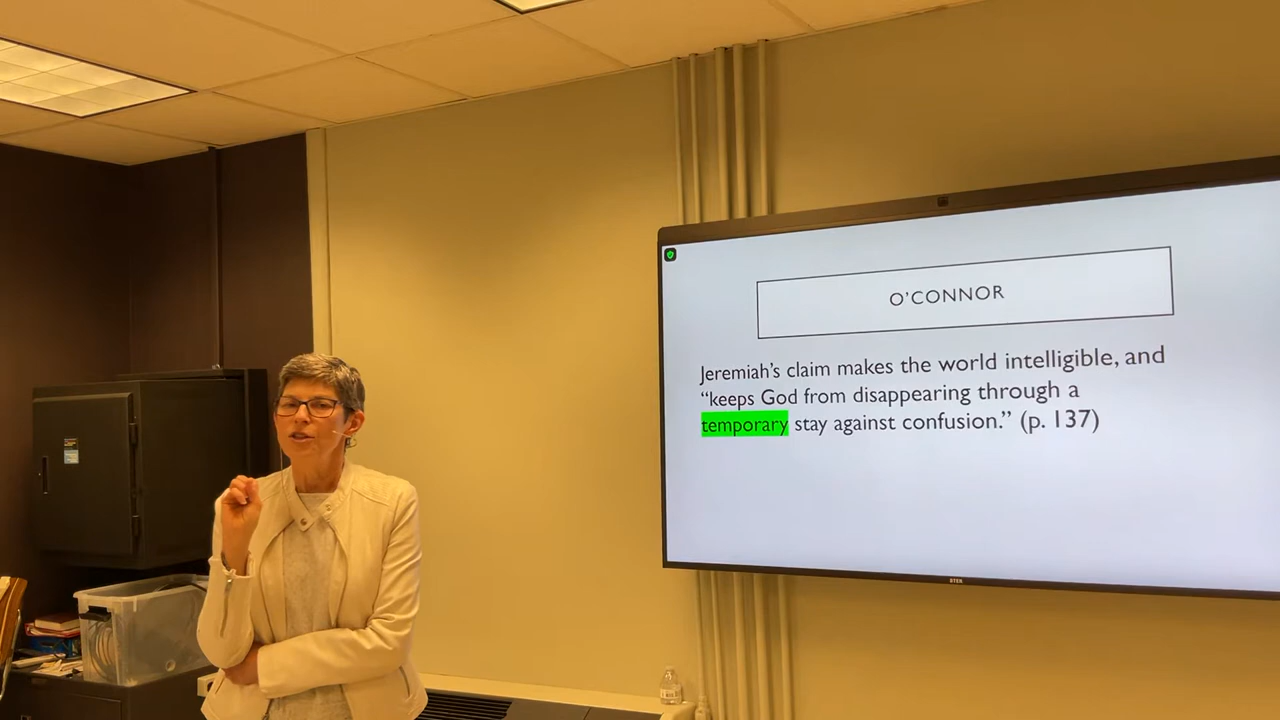 O'CONNOR
Jeremiah's claim makes the world intelligible, and
“keeps God from disappearing through a
temporary stay against confusion.” (p. 137)